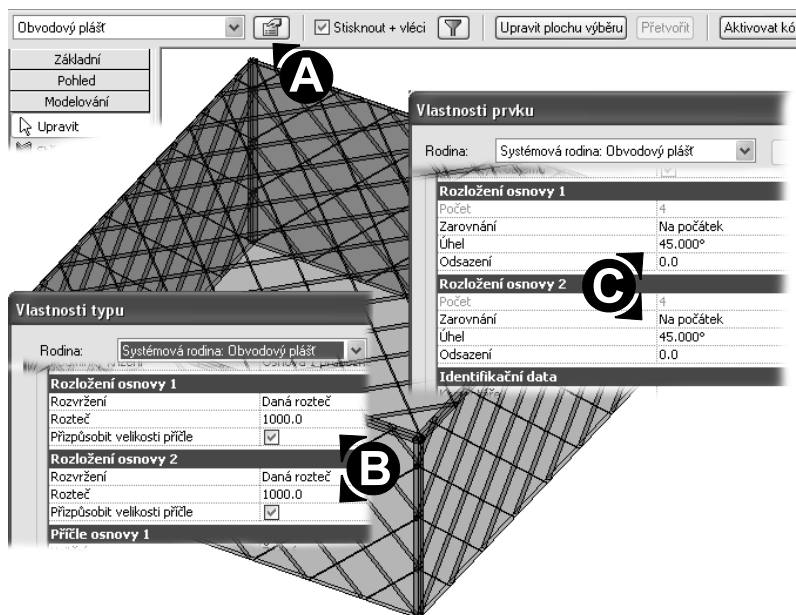 Obvodový plášť
Stisknout + vléci
Upravit plochu výběru
Přetvořit
Aktivovat kó
Základní
Pohled
Modelování
Upravit
A
Vlastnosti prvku
Rodina:
Systémová rodina: Obvodový plášť
Rozložení osnovy 1
Počet 4
Zarovnání Na počátek
Úhel 45.000°
Odsazení 0.0
Rozložení osnovy 2
Počet 4
Zarovnání Na počátek
Úhel 45.000°
Odsazení 0.0
Identifikační data
C
Vlastnosti typu
Rodina:
Systémová rodina: Obvodový plášť
Rozložení osnovy 1
Rozvržení Daná rozteč
Rozteč 1000.0
Přizpůsobit velikosti příčle
Rozložení osnovy 2
Rozvržení Daná rozteč
Rozteč 1000.0
Přizpůsobit velikosti příčle
Příčle osnovy 1
B